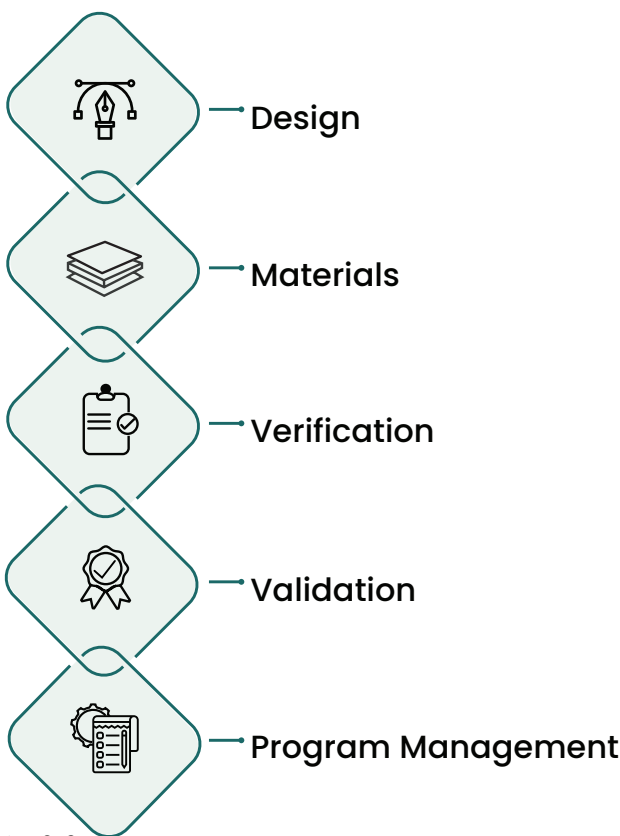 Design
Materials
Verification
Validation
Program Management